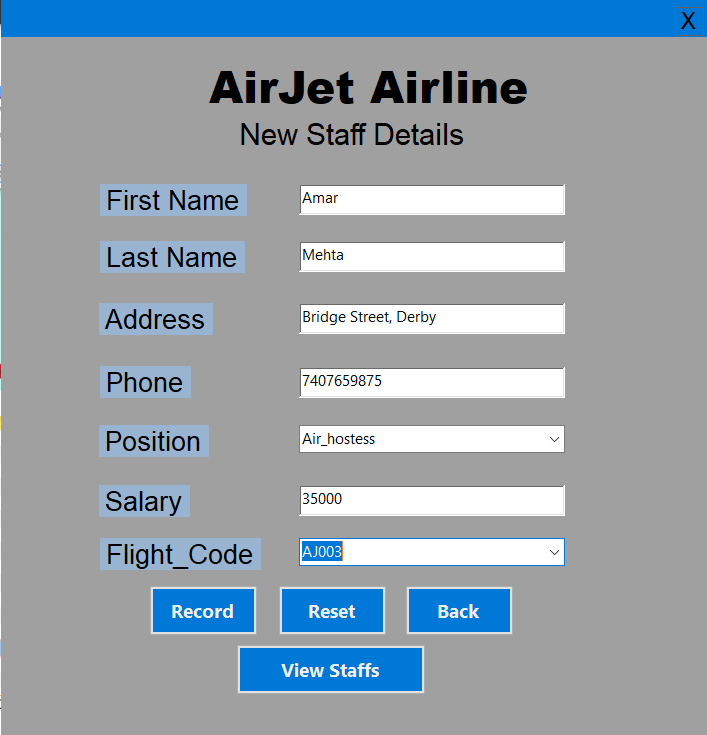 X
AirJet Airline
New Staff Details
First Name Amar
Last Name Mehta
Address Bridge Street, Derby
Phone 7407659875
Position Air_hostess
Salary 35000
Flight_Code AJ003
Record Reset Back
View Staffs